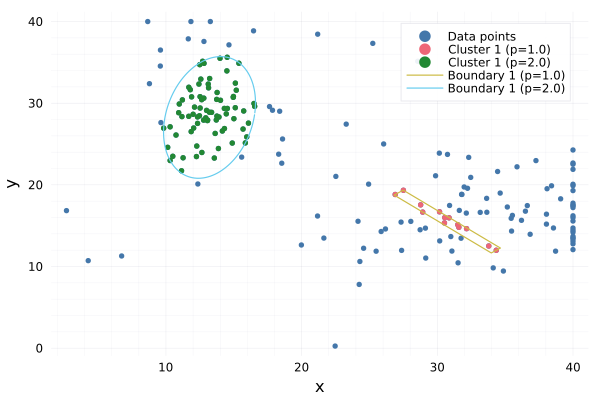 40
30
20
10
0
y
10
20
30
40
x
Data points
Cluster 1 (p=1.0)
Cluster 1 (p=2.0)
Boundary 1 (p=1.0)
Boundary 1 (p=2.0)